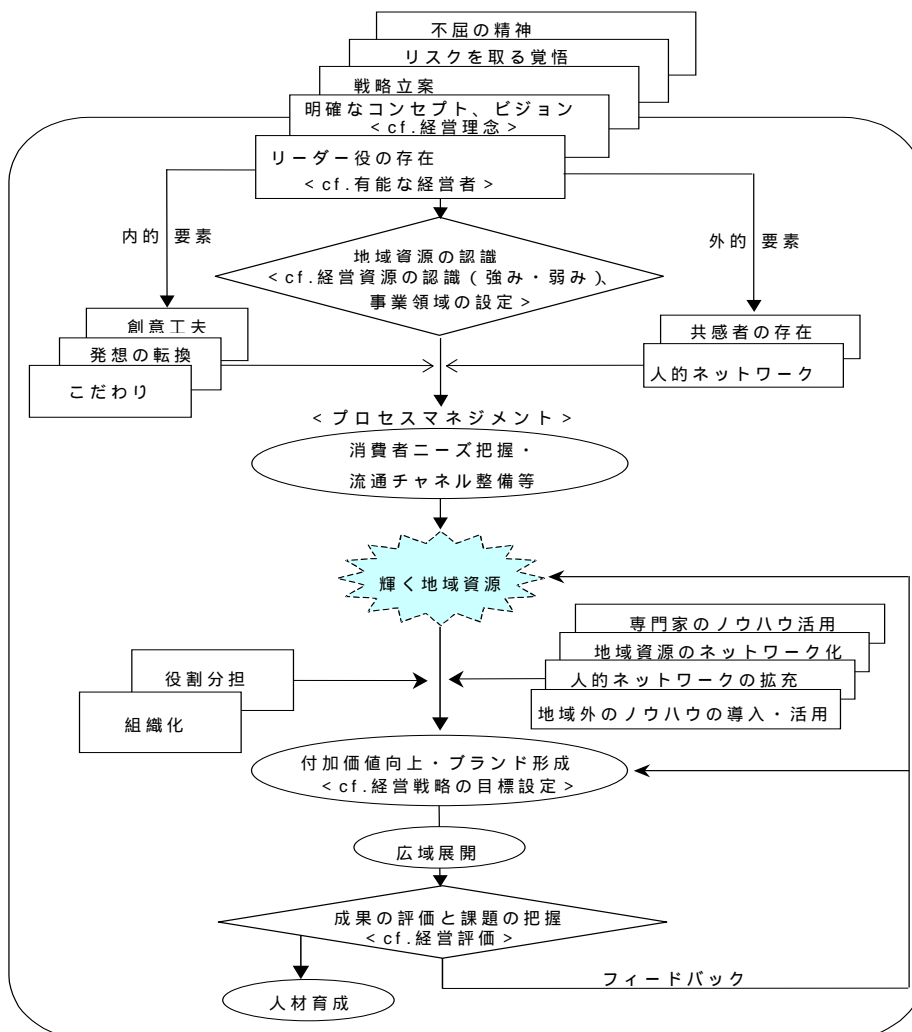 不屈の精神
リスクを取る覚悟
戦略立案
明確なコンセプト、ビジョン
<cf.経営理念>
リーダー役の存在
<cf.有能な経営者>
内的 要素
外的 要素
地域資源の認識
<cf.経営資源の認識(強み・弱み)、
事業領域の設定>
創意工夫
発想の転換
こだわり
共感者の存在
人的ネットワーク
<プロセスマネジメント>
消費者ニーズ把握・
流通チャネル整備等
輝く地域資源
専門家のノウハウ活用
地域資源のネットワーク化
人的ネットワークの拡充
地域外のノウハウの導入・活用
役割分担
組織化
付加価値向上・ブランド形成
<cf.経営戦略の目標設定>
広域展開
成果の評価と課題の把握
<cf.経営評価>
フィードバック
人材育成